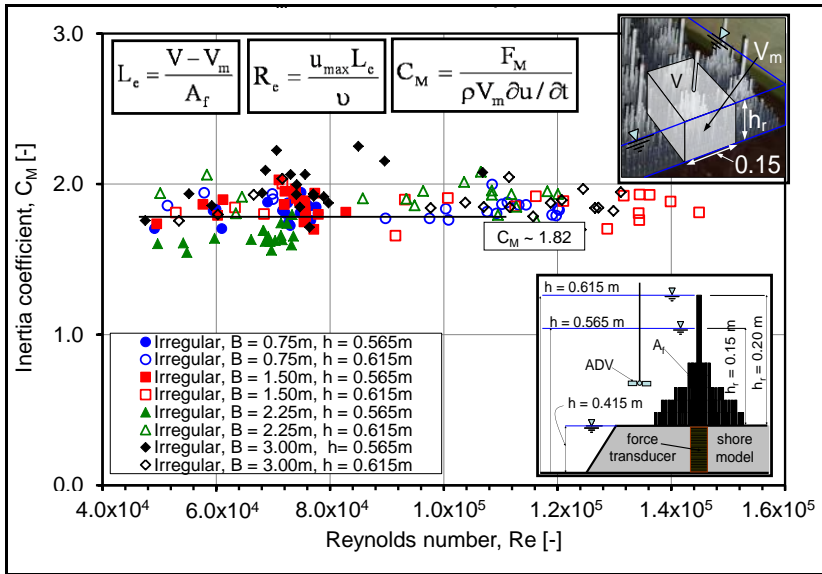 3.0
2.0
1.0
0.0
Inertia coefficient, C_M [-]
L_e = (V − V_m) / A_f
R_e = (u_max L_e) / υ
C_M = F_M / (ρV_m ∂u / ∂t)
V
V_m
h_r
0.15
C_M ~ 1.82
Irregular, B = 0.75m, h = 0.565m
Irregular, B = 0.75m, h = 0.615m
Irregular, B = 1.50m, h = 0.565m
Irregular, B = 1.50m, h = 0.615m
Irregular, B = 2.25m, h = 0.565m
Irregular, B = 2.25m, h = 0.615m
Irregular, B = 3.00m, h= 0.565m
Irregular, B = 3.00m, h = 0.615m
h = 0.615 m
h = 0.565 m
A_f
ADV
h_r = 0.15 m
h_r = 0.20 m
h = 0.415 m
force
transducer
shore
model
4.0x10⁴ 6.0x10⁴ 8.0x10⁴ 1.0x10⁵ 1.2x10⁵ 1.4x10⁵ 1.6x10⁵
Reynolds number, Re [-]